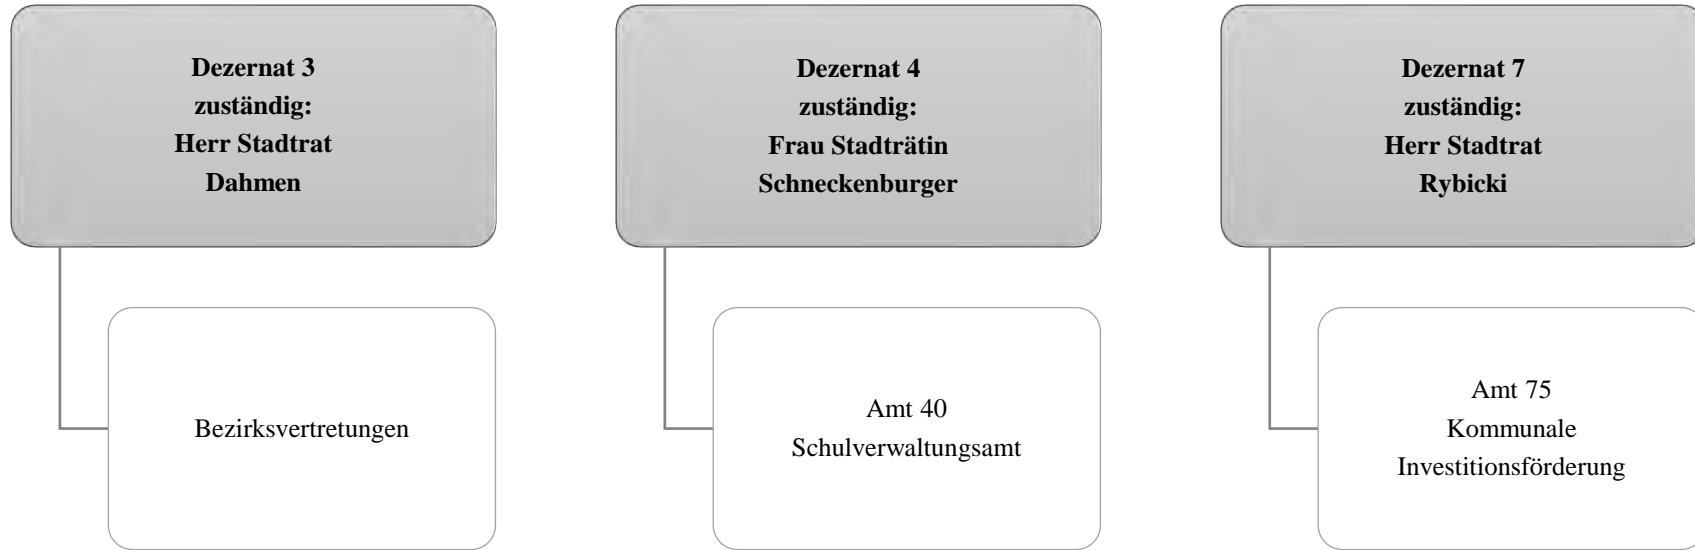 Dezernat 3
zuständig:
Herr Stadtrat
Dahmen
Bezirksvertretungen
Dezernat 4
zuständig:
Frau Stadträtin
Schneckenburger
Amt 40
Schulverwaltungsamt
Dezernat 7
zuständig:
Herr Stadtrat
Rybicki
Amt 75
Kommunale
Investitionsförderung